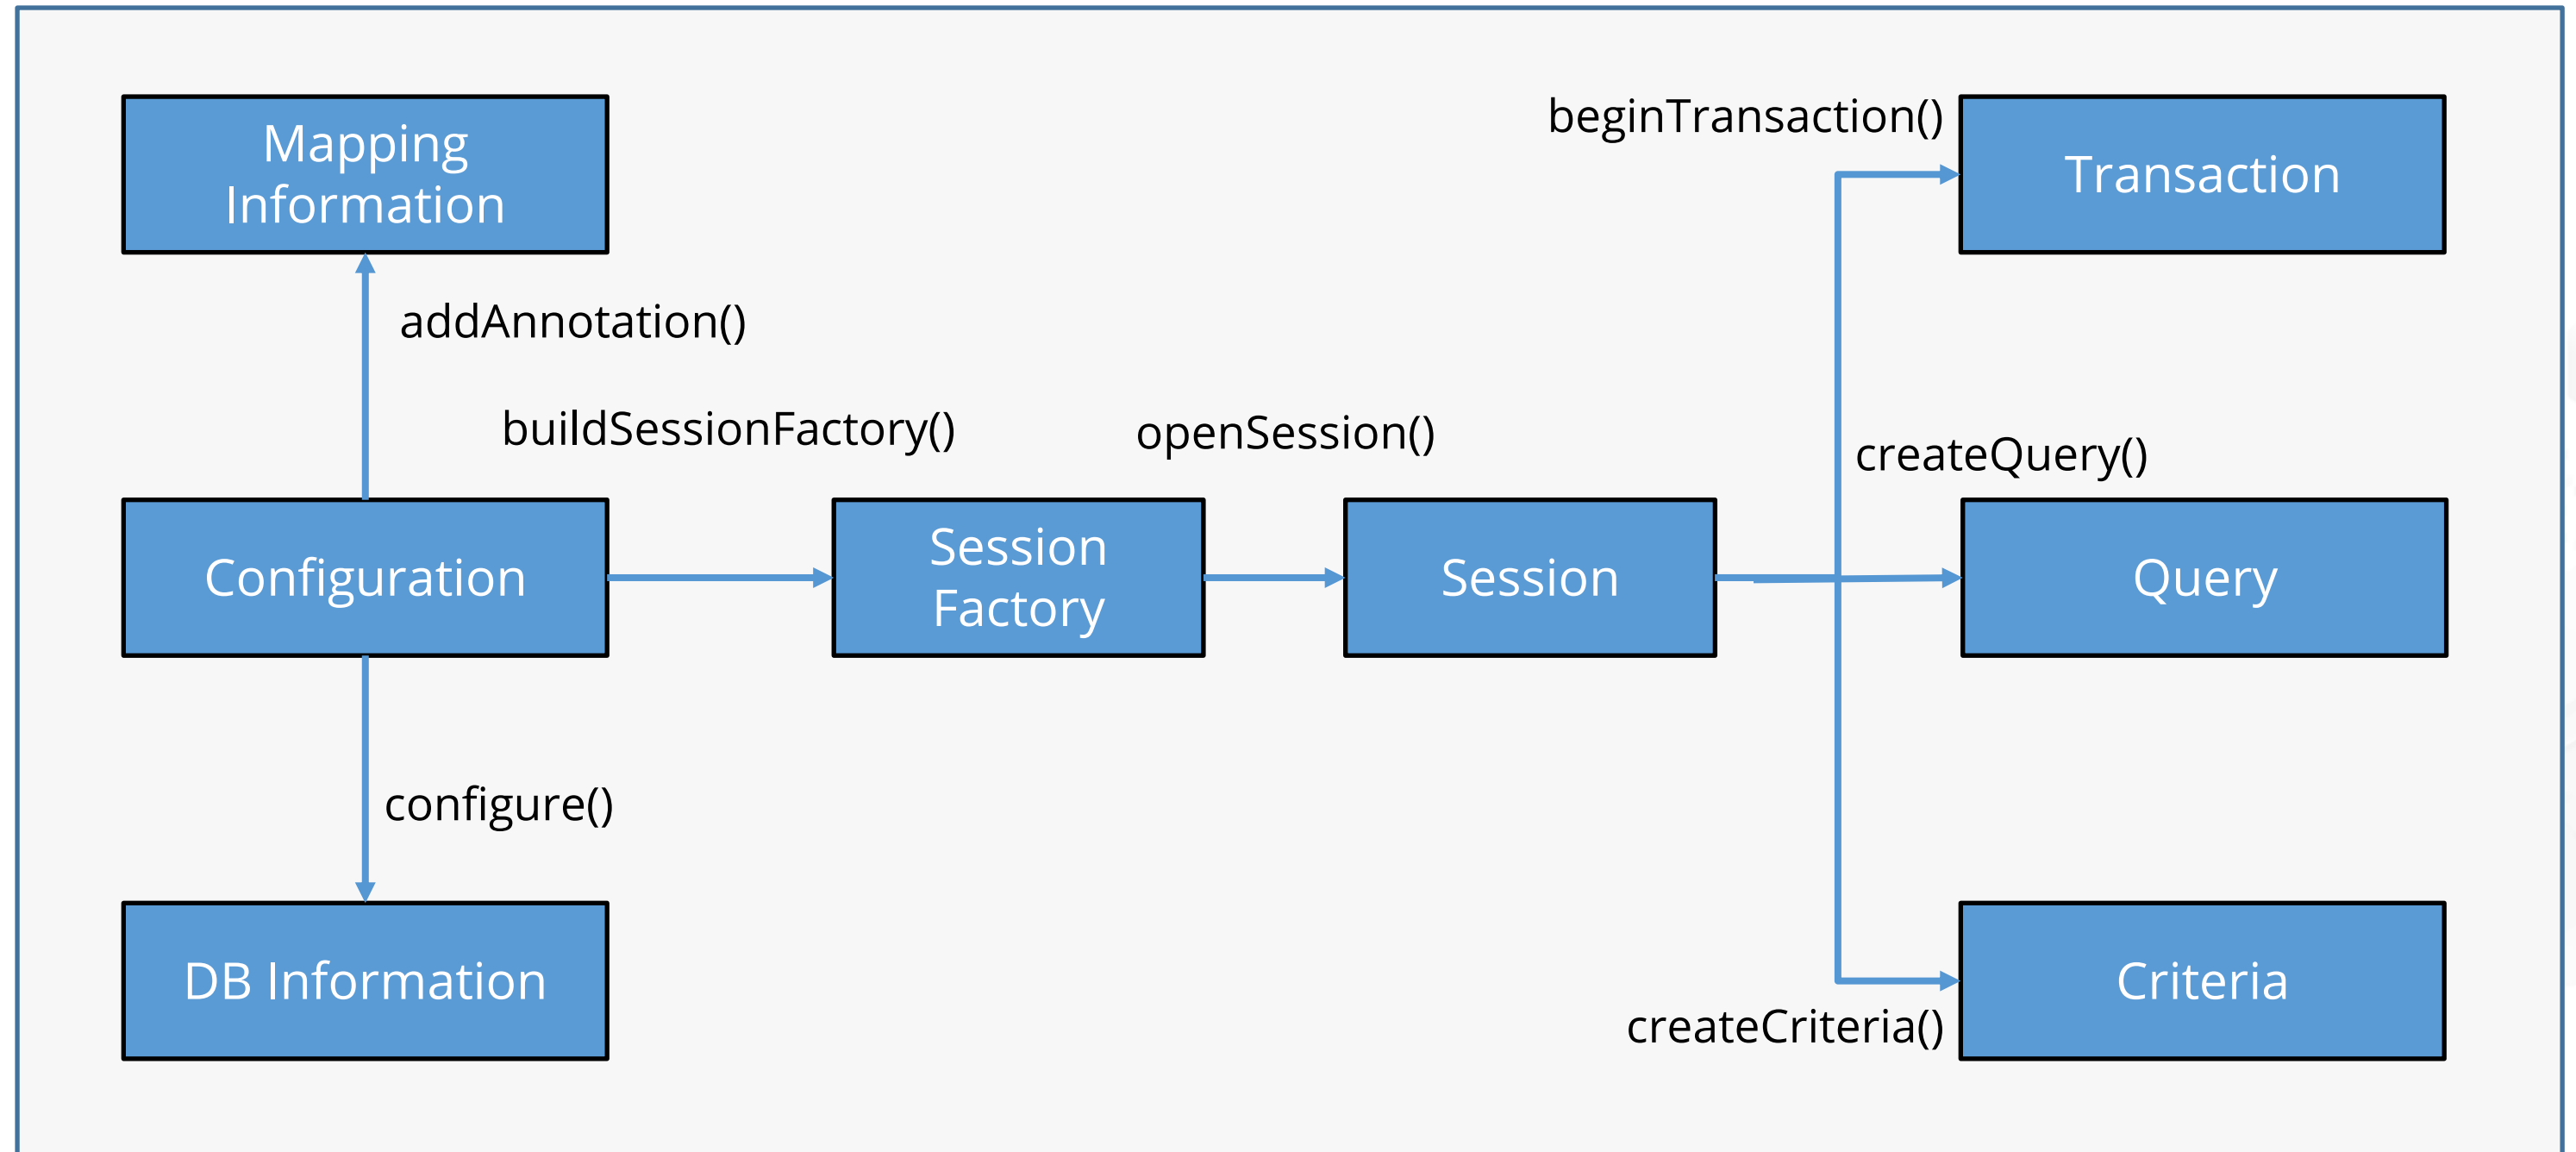 Mapping
Information
beginTransaction()
Transaction
addAnnotation()
buildSessionFactory()
openSession()
createQuery()
Configuration
Session
Factory
Session
Query
configure()
DB Information
Criteria
createCriteria()